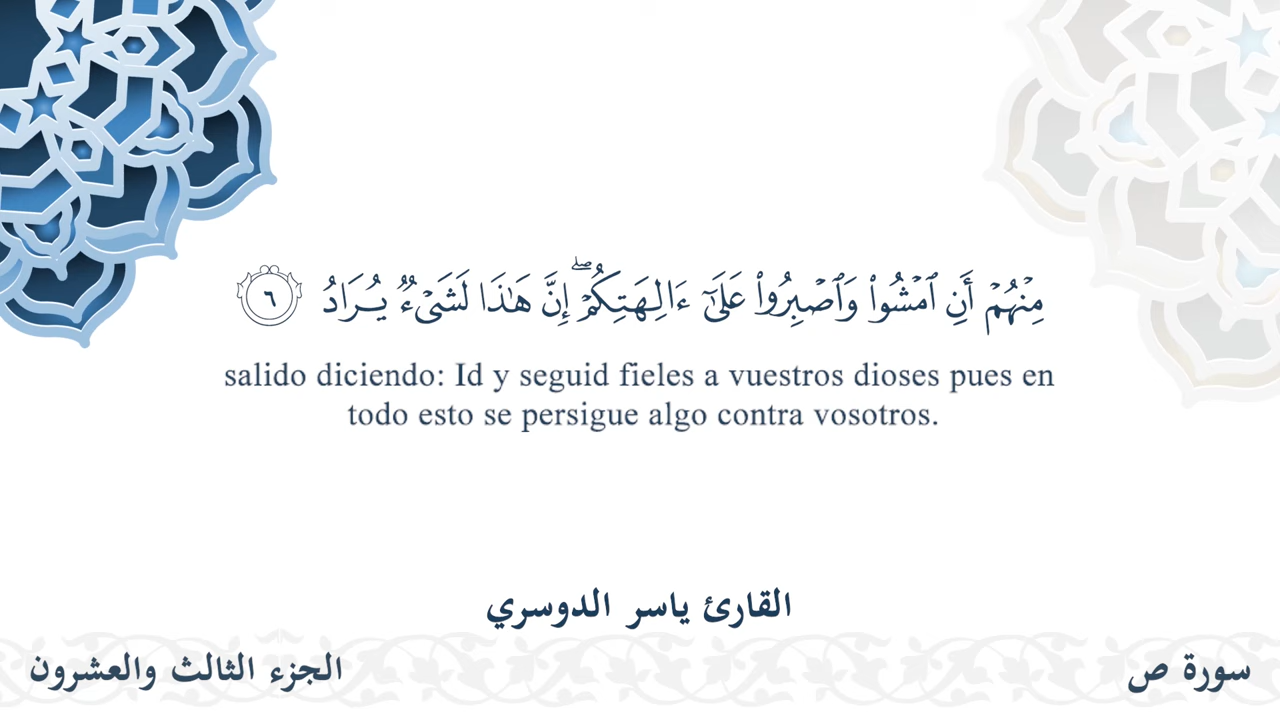 مِنْهُمْ أَنِ ٱمْشُوا۟ وَٱصْبِرُوا۟ عَلَىٰٓ ءَالِهَتِكُمْ ۖ إِنَّ هَٰذَا لَشَىْءٌ يُرَادُ ٦
salido diciendo: Id y seguid fieles a vuestros dioses pues en
todo esto se persigue algo contra vosotros.
القارئ ياسر الدوسري
سورة ص
الجزء الثالث والعشرون